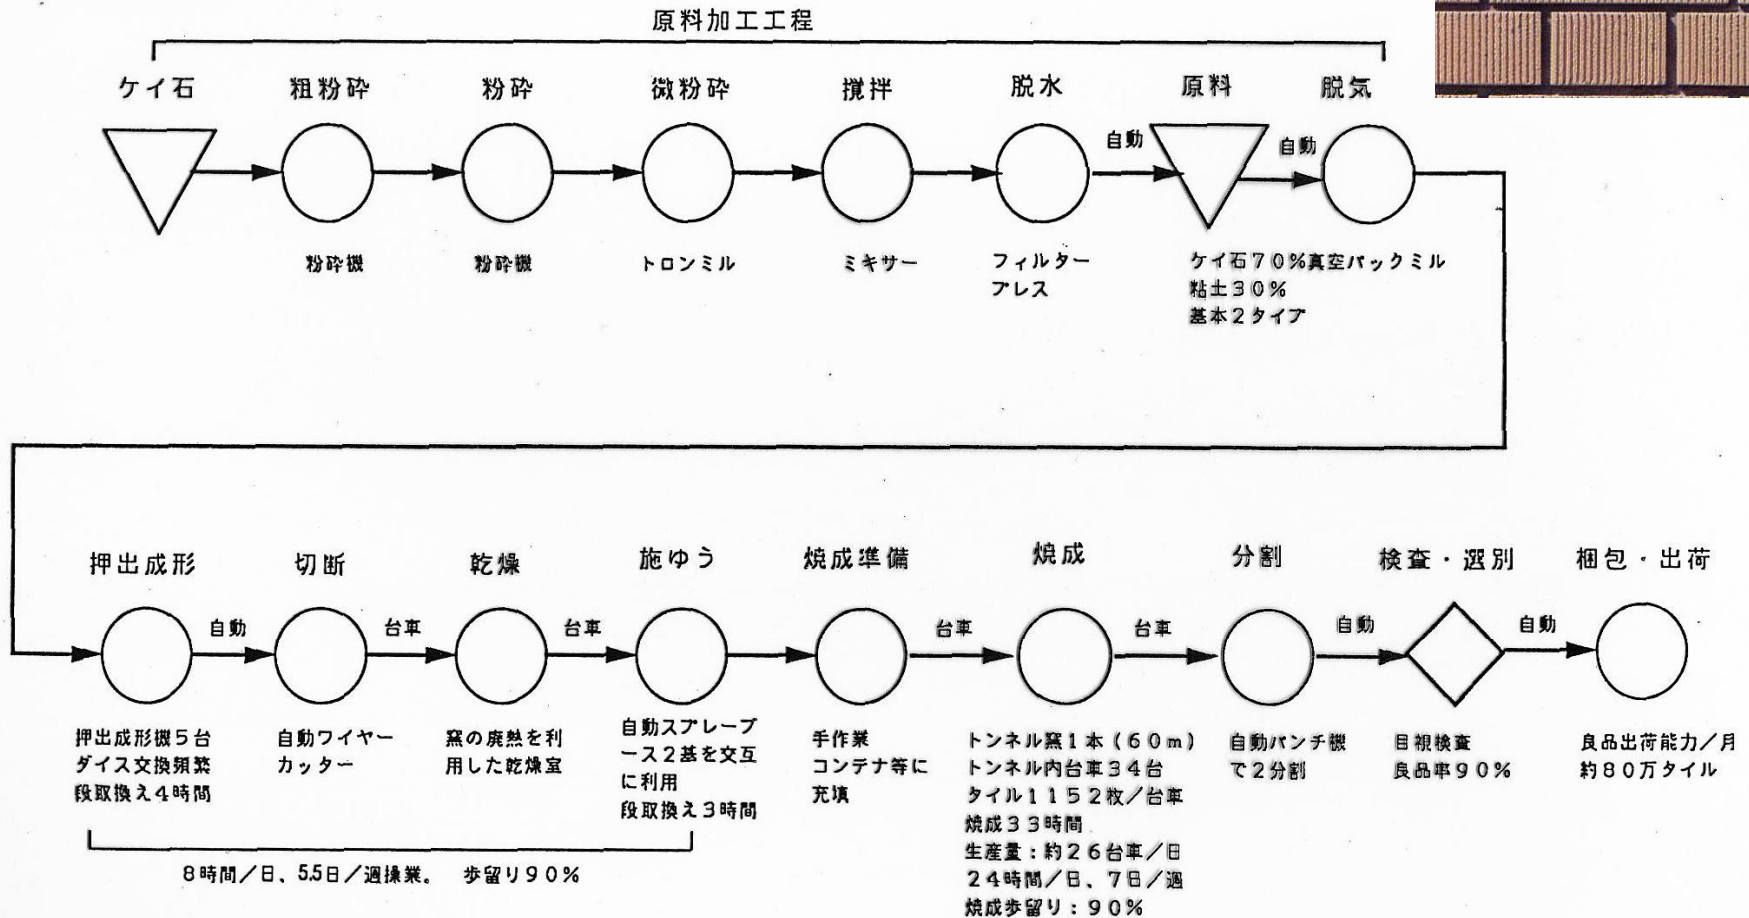 原料加工工程
ケイ石
粗粉砕
粉砕
微粉砕
撹拌
脱水
原料
脱気
自動
自動
粉砕機
粉砕機
トロンミル
ミキサー
フィルター
プレス
ケイ石70%
粘土30%
基本2タイプ
真空パックミル
押出成形
切断
乾燥
施ゆう
焼成準備
焼成
分割
検査・選別
梱包・出荷
自動
台車
台車
台車
台車
自動
自動
押出成形機5台
ダイス交換頻繁
段取換え4時間
自動ワイヤー
カッター
窯の廃熱を利
用した乾燥室
自動スプレーブ
ース2基を交互
に利用
段取換え3時間
手作業
コンテナ等に
充填
トンネル窯1本(60m)
トンネル内台車34台
タイル1152枚/台車
焼成33時間
生産量:約26台車/日
24時間/日、7日/週
焼成歩留り:90%
自動パンチ機
で2分割
目視検査
良品率90%
良品出荷能力/月
約80万タイル
8時間/日、5.5日/週操業。 歩留り90%